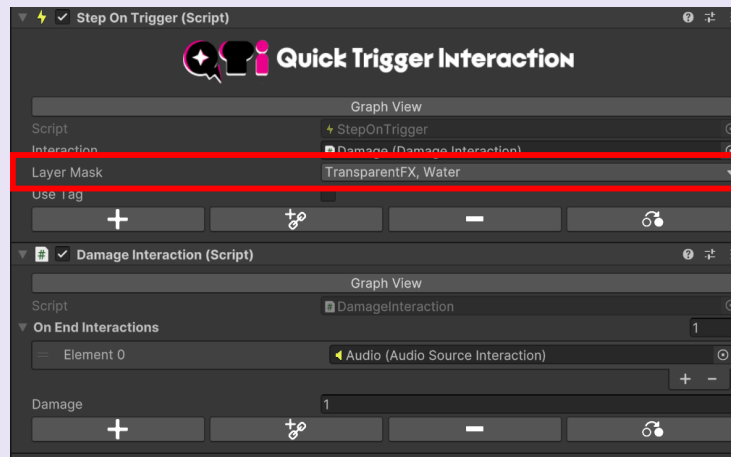 Step On Trigger (Script)
Quick Trigger Interaction
Graph View
Script StepOnTrigger
Interaction Damage (Damage Interaction)
Layer Mask TransparentFX, Water
Use Tag
Damage Interaction (Script)
Graph View
Script DamageInteraction
On End Interactions 1
Element 0 Audio (Audio Source Interaction)
Damage 1